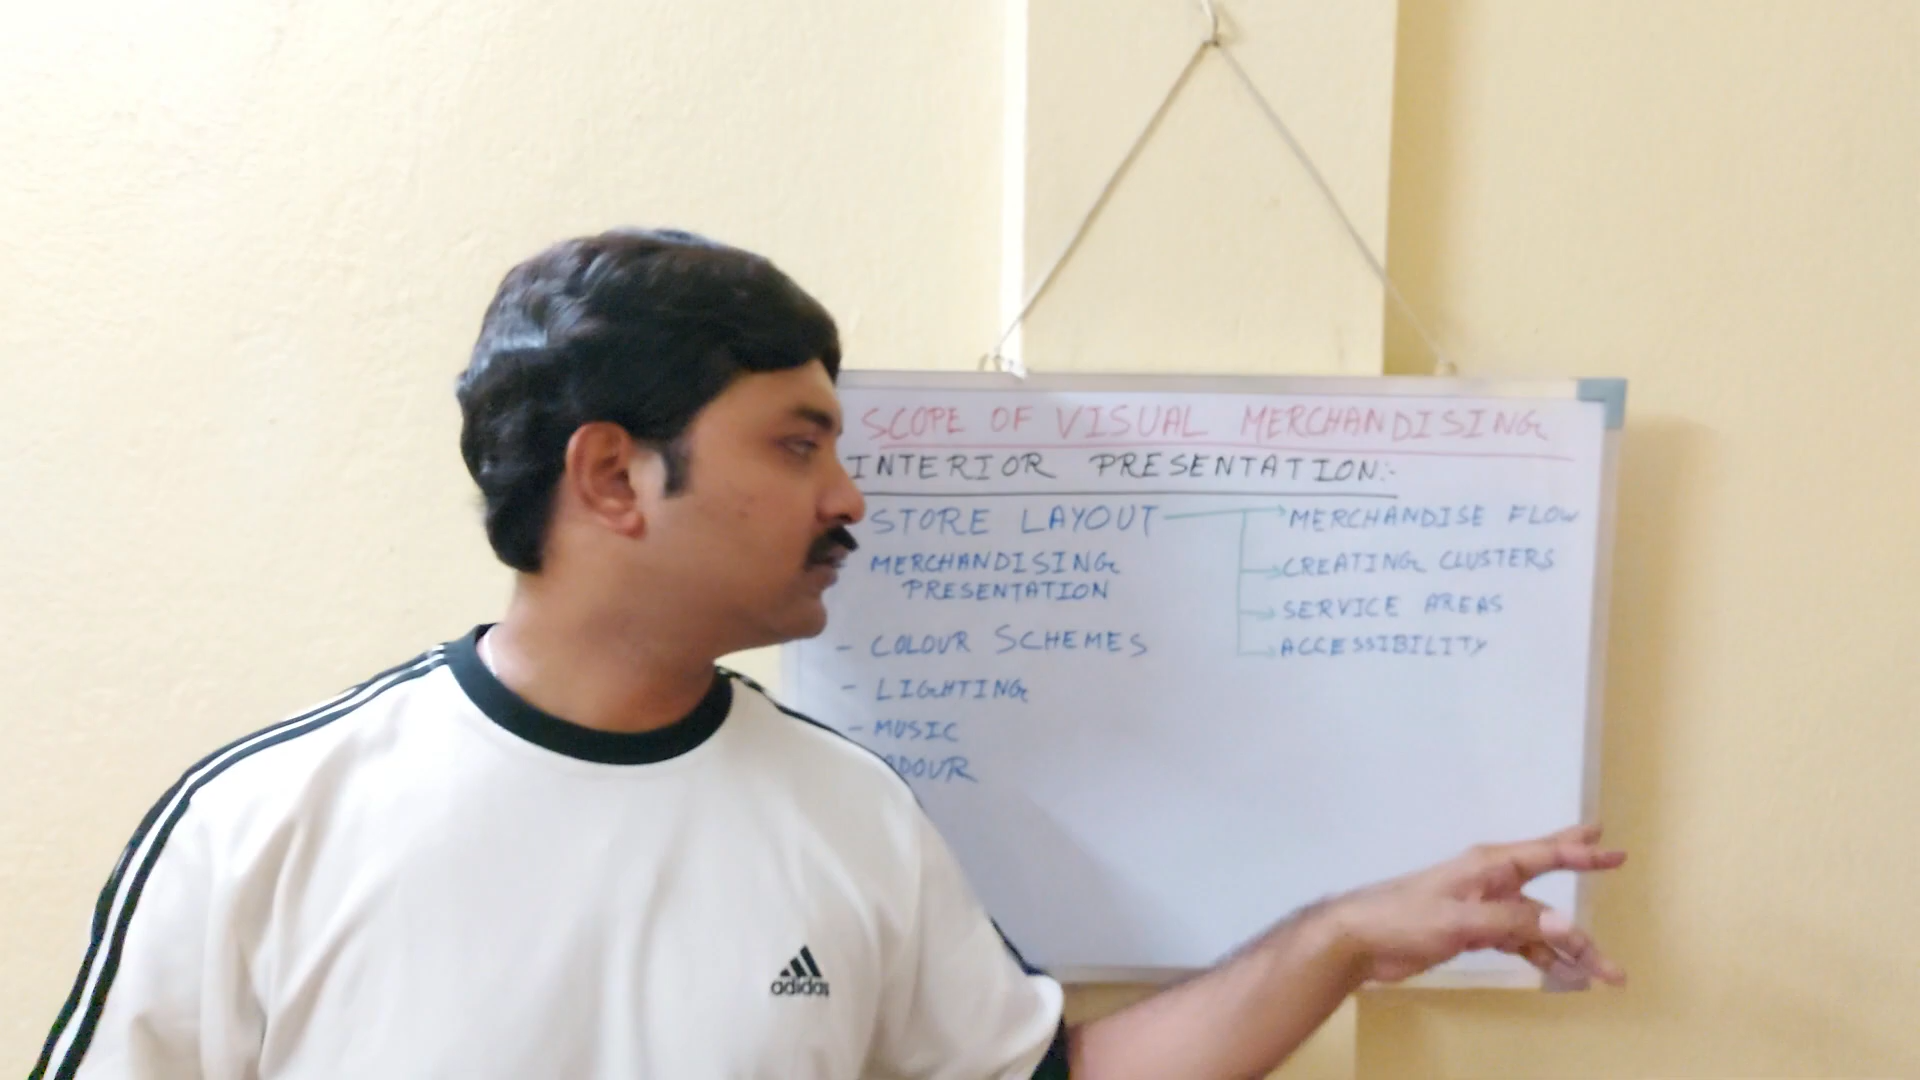 SCOPE OF VISUAL MERCHANDISING
INTERIOR PRESENTATION:-
STORE LAYOUT
MERCHANDISING
PRESENTATION
- COLOUR SCHEMES
- LIGHTING
- MUSIC
ODOUR
MERCHANDISE FLOW
CREATING CLUSTERS
SERVICE AREAS
ACCESSIBILITY
adidas